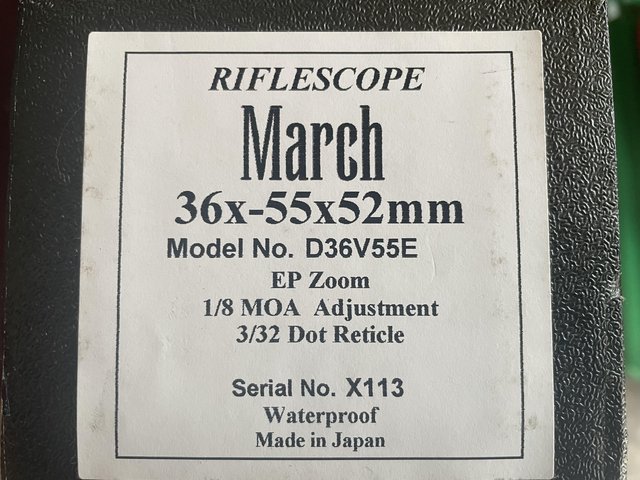 RIFLESCOPE
March
36x-55x52mm
Model No. D36V55E
EP Zoom
1/8 MOA Adjustment
3/32 Dot Reticle
Serial No. X113
Waterproof
Made in Japan